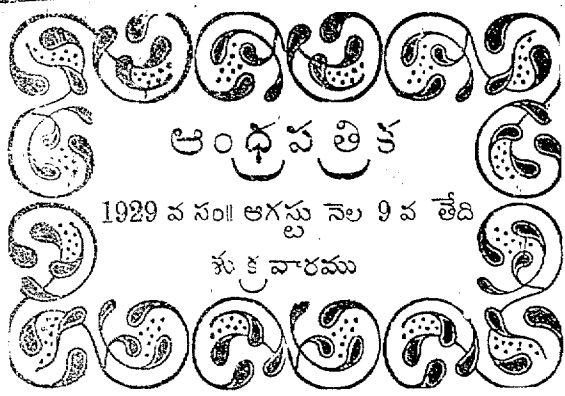 ఆంధ్రపత్రిక
1929 వ సం॥ ఆగస్టు నెల 9 వ తేది
శుక్రవారము